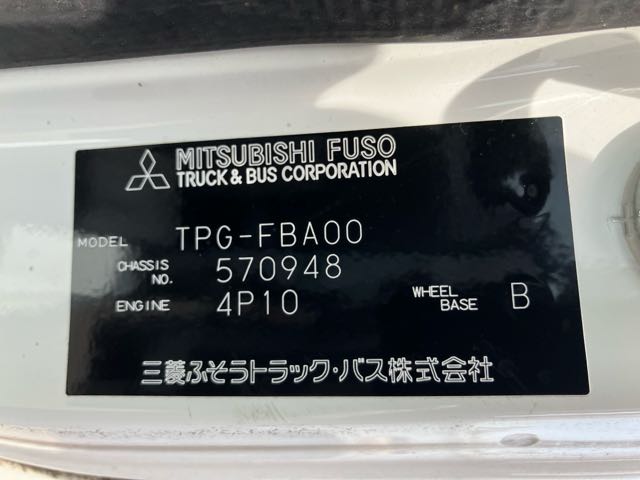 MITSUBISHI FUSO
TRUCK & BUS CORPORATION
MODEL TPG-FBA00
CHASSIS NO. 570948
ENGINE 4P10 WHEEL BASE B
三菱ふそうトラック・バス株式会社